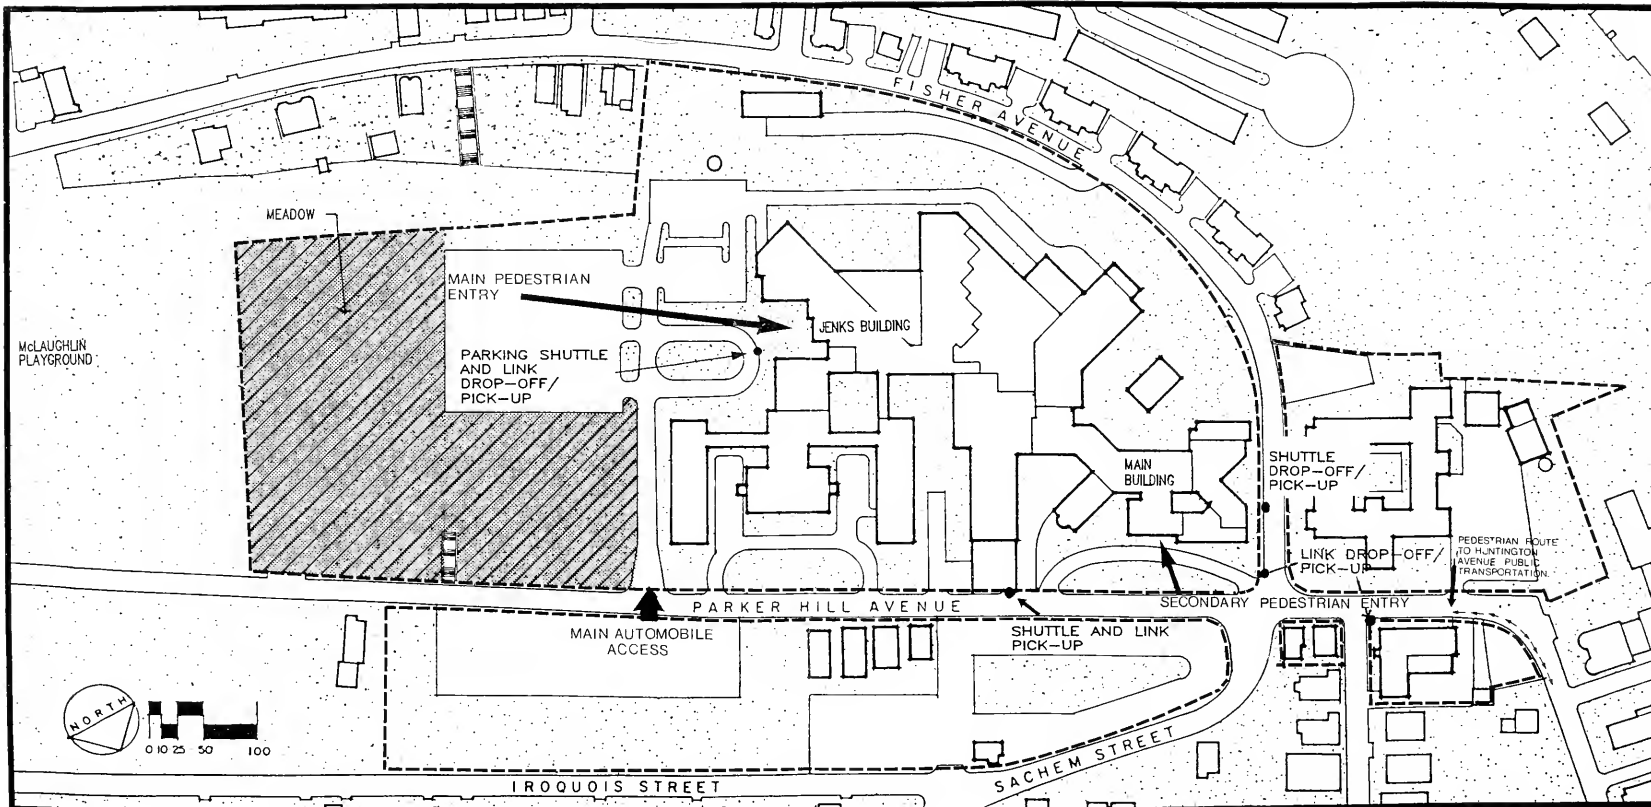 FISHER AVENUE
MEADOW
MAIN PEDESTRIAN
ENTRY
JENKS BUILDING
McLAUGHLIN
PLAYGROUND
PARKING SHUTTLE
AND LINK
DROP-OFF/
PICK-UP
MAIN
BUILDING
SHUTTLE
DROP-OFF/
PICK-UP
LINK DROP-OFF/
PICK-UP
PEDESTRIAN ROUTE
TO HUNTINGTON
AVENUE PUBLIC
TRANSPORTATION.
PARKER HILL AVENUE
SECONDARY PEDESTRIAN ENTRY
MAIN AUTOMOBILE
ACCESS
SHUTTLE AND LINK
PICK-UP
NORTH
0 10 25 50 100
IROQUOIS STREET
SACHEM STREET